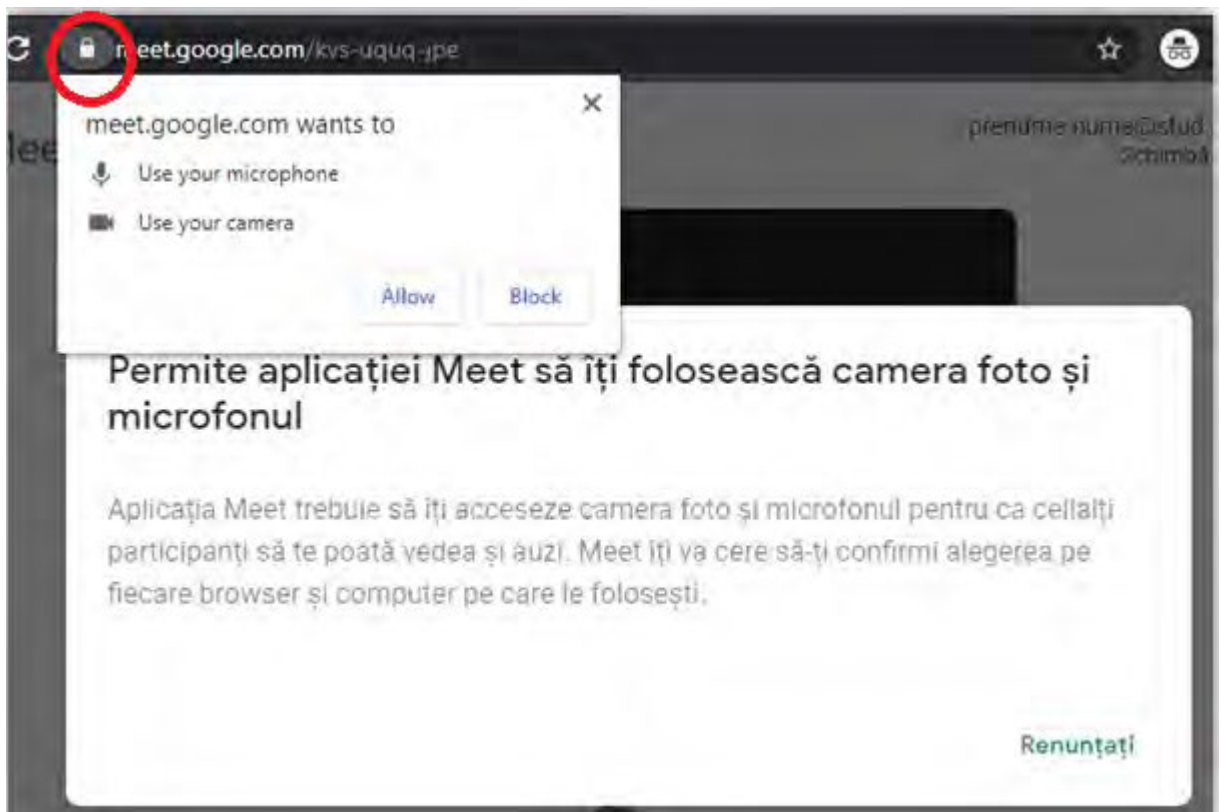 meet.google.com/kvs-uquq-jpe
meet.google.com wants to
Use your microphone
Use your camera
Allow Block
prenume.nume@stud
Schimbă
Permite aplicației Meet să îți folosească camera foto și
microfonul
Aplicația Meet trebuie să îți acceseze camera foto și microfonul pentru ca ceilalți
participanți să te poată vedea și auzi. Meet îți va cere să-ți confirmi alegerea pe
fiecare browser și computer pe care le folosești.
Renunțați